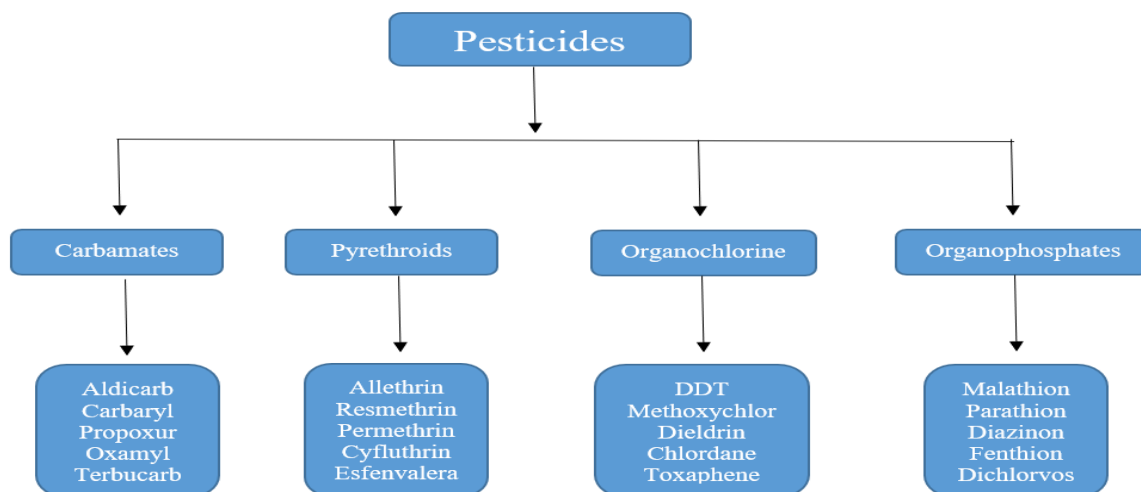 Pesticides
Carbamates
Pyrethroids
Organochlorine
Organophosphates
Aldicarb
Carbaryl
Propoxur
Oxamyl
Terbucarb
Allethrin
Resmethrin
Permethrin
Cyfluthrin
Esfenvalera
DDT
Methoxychlor
Dieldrin
Chlordane
Toxaphene
Malathion
Parathion
Diazinon
Fenthion
Dichlorvos